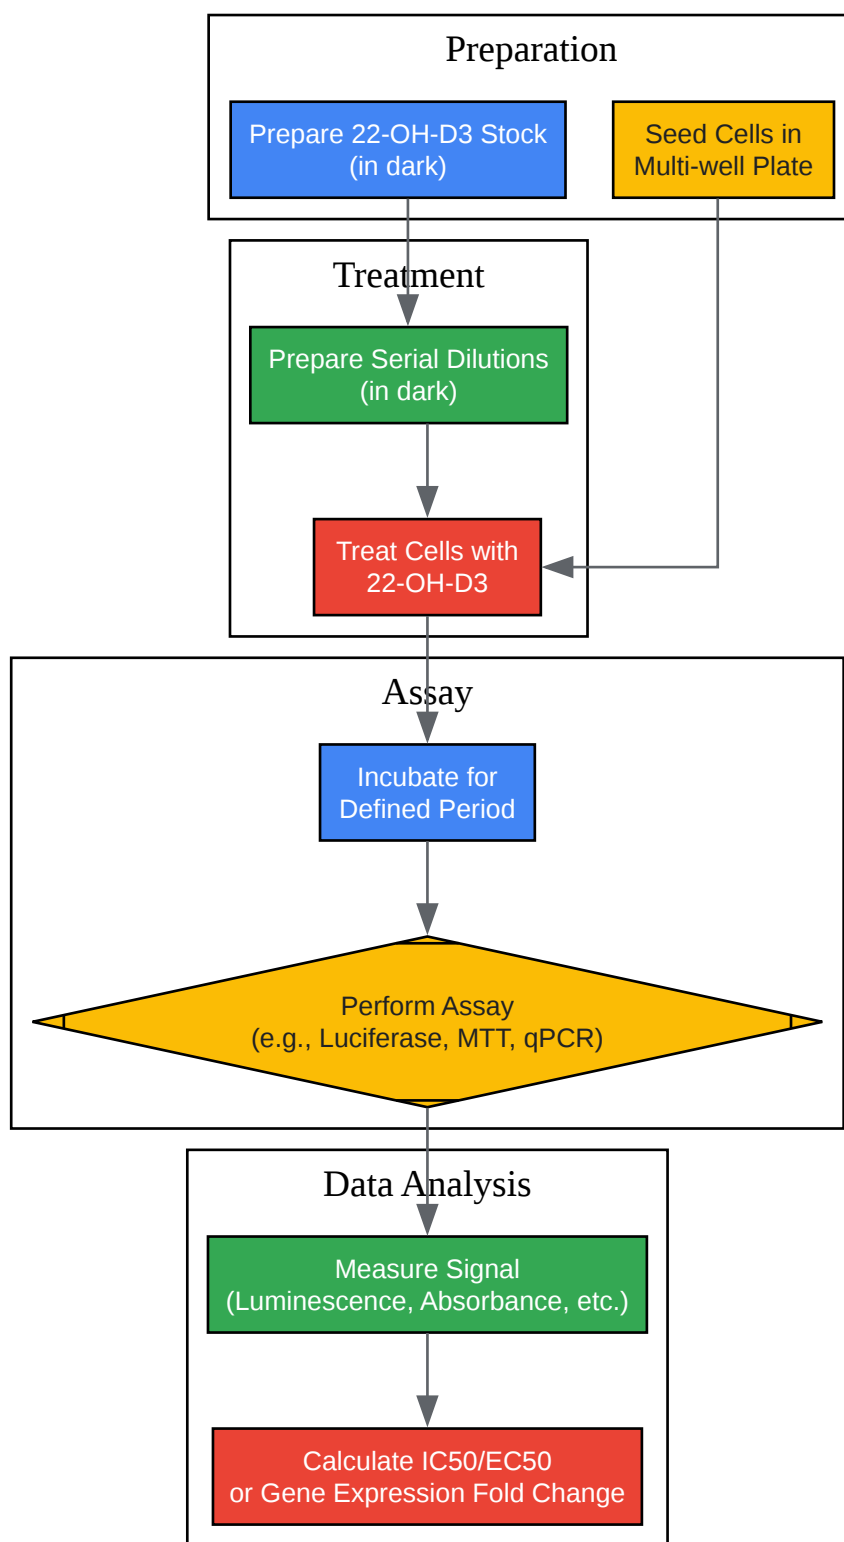 Preparation
Prepare 22-OH-D3 Stock
(in dark)
Seed Cells in
Multi-well Plate
Treatment
Prepare Serial Dilutions
(in dark)
Treat Cells with
22-OH-D3
Assay
Incubate for
Defined Period
Perform Assay
(e.g., Luciferase, MTT, qPCR)
Data Analysis
Measure Signal
(Luminescence, Absorbance, etc.)
Calculate IC50/EC50
or Gene Expression Fold Change